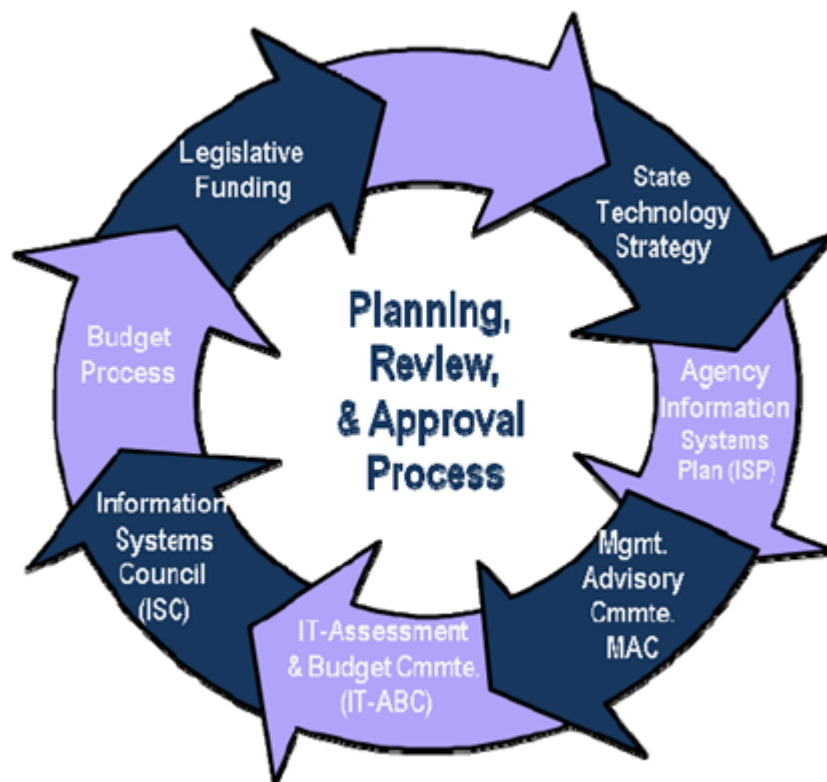 Planning,
Review,
& Approval
Process
State
Technology
Strategy
Agency
Information
Systems
Plan (ISP)
Mgmt.
Advisory
Cmmte.
MAC
IT-Assessment
& Budget Cmmte.
(IT-ABC)
Information
Systems
Council
(ISC)
Budget
Process
Legislative
Funding